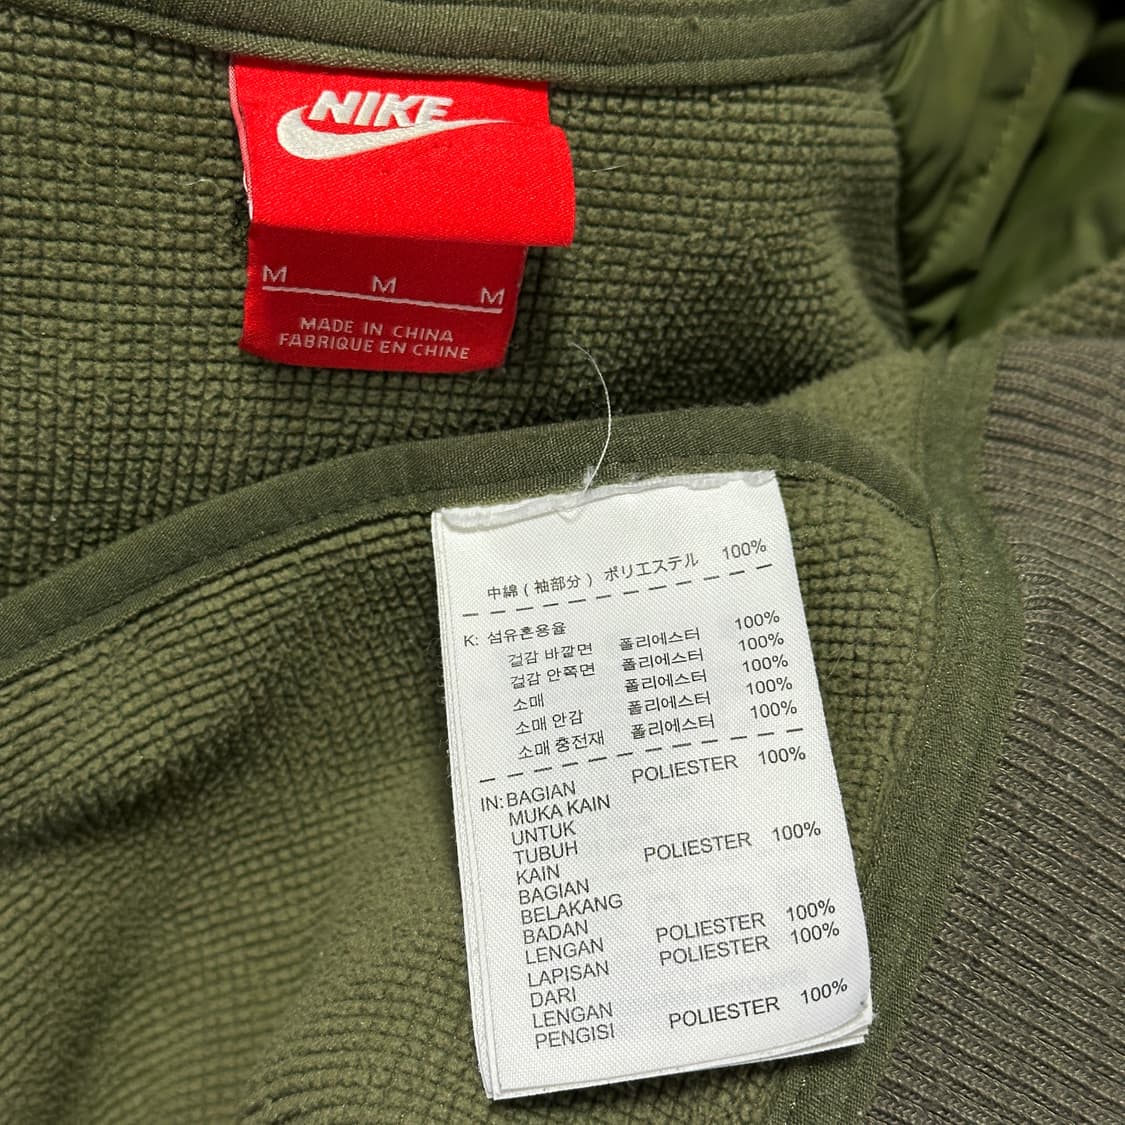 NIKE
M M M
MADE IN CHINA
FABRIQUE EN CHINE
中綿 ( 袖部分 ) ポリエステル 100%
K: 섬유혼용율
겉감 바깥면 폴리에스터 100%
겉감 안쪽면 폴리에스터 100%
소매 폴리에스터 100%
소매 안감 폴리에스터 100%
소매 충전재 폴리에스터 100%
IN: BAGIAN POLIESTER 100%
MUKA KAIN
UNTUK
TUBUH
KAIN POLIESTER 100%
BAGIAN
BELAKANG
BADAN
LENGAN POLIESTER 100%
LAPISAN POLIESTER 100%
DARI
LENGAN
PENGISI POLIESTER 100%